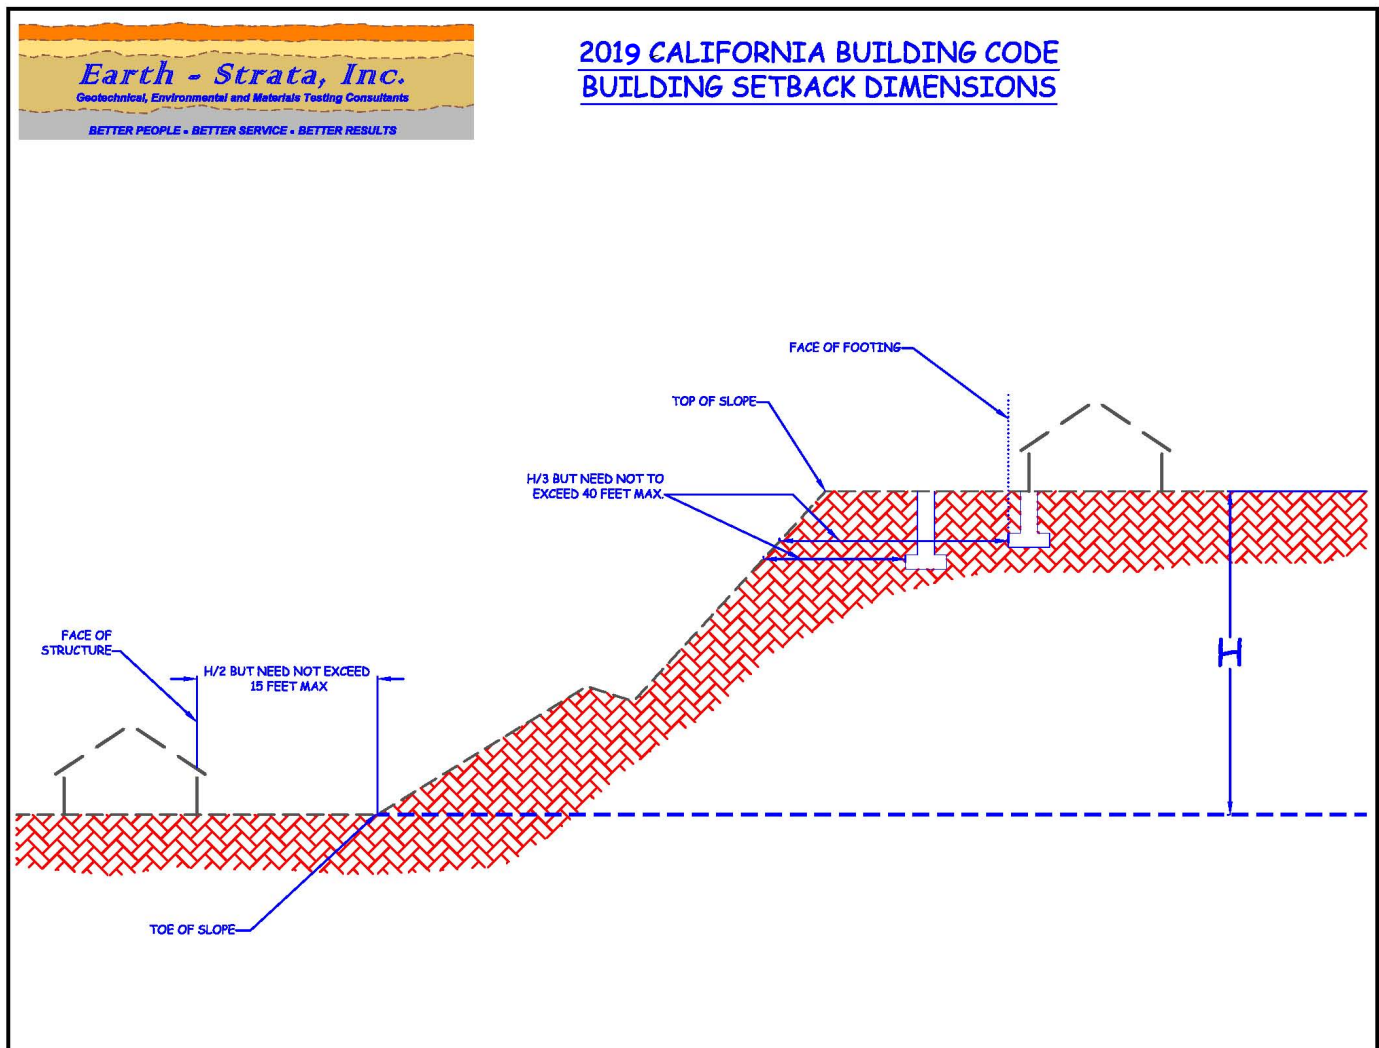 Earth - Strata, Inc.
Geotechnical, Environmental and Materials Testing Consultants
BETTER PEOPLE • BETTER SERVICE • BETTER RESULTS
2019 CALIFORNIA BUILDING CODE
BUILDING SETBACK DIMENSIONS
FACE OF FOOTING
TOP OF SLOPE
H/3 BUT NEED NOT TO
EXCEED 40 FEET MAX.
FACE OF
STRUCTURE
H/2 BUT NEED NOT EXCEED
15 FEET MAX
H
TOE OF SLOPE